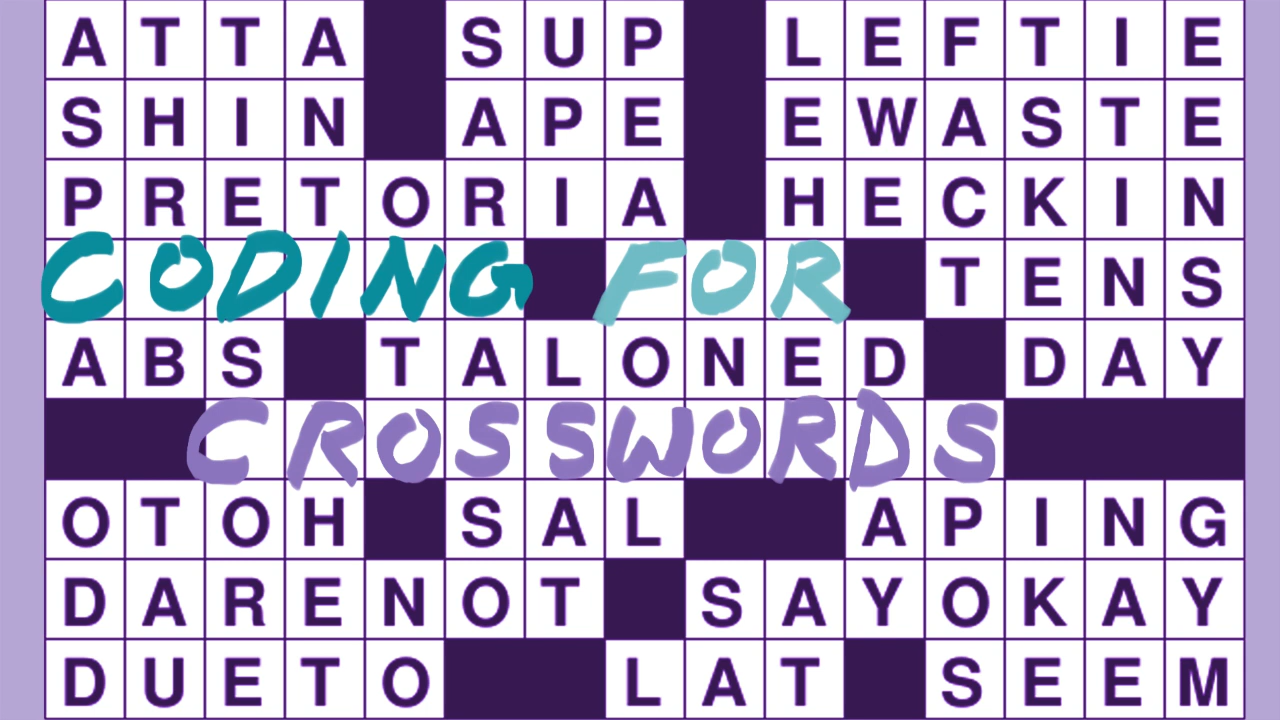 ATTA SUP LEFTIE
SHIN APE EWASTE
PRETORIA HECKIN
CODING FOR TENS
ABS TALONED DAY
CROSSWORDS
OTOH SAL APING
DARENOT SAYOKAY
DUETO LAT SEEM